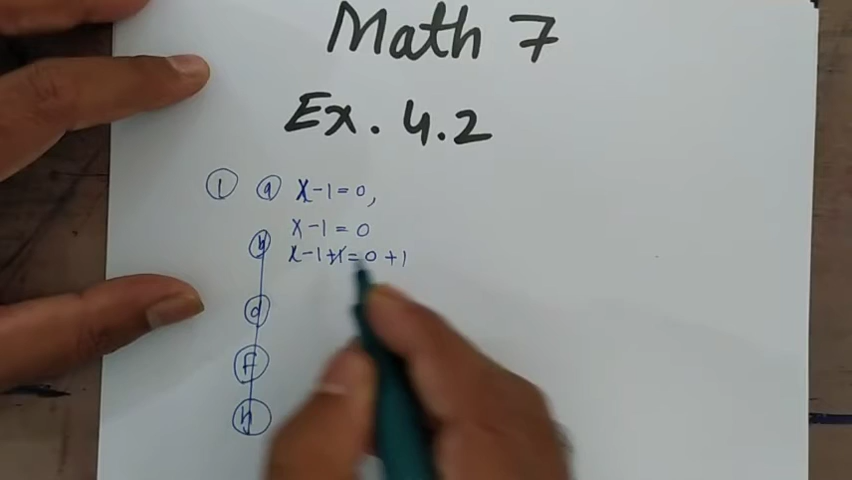 Math 7
Ex. 4.2
1 a x-1=0,
x-1=0
b x-1+1=0+1
d
f
h